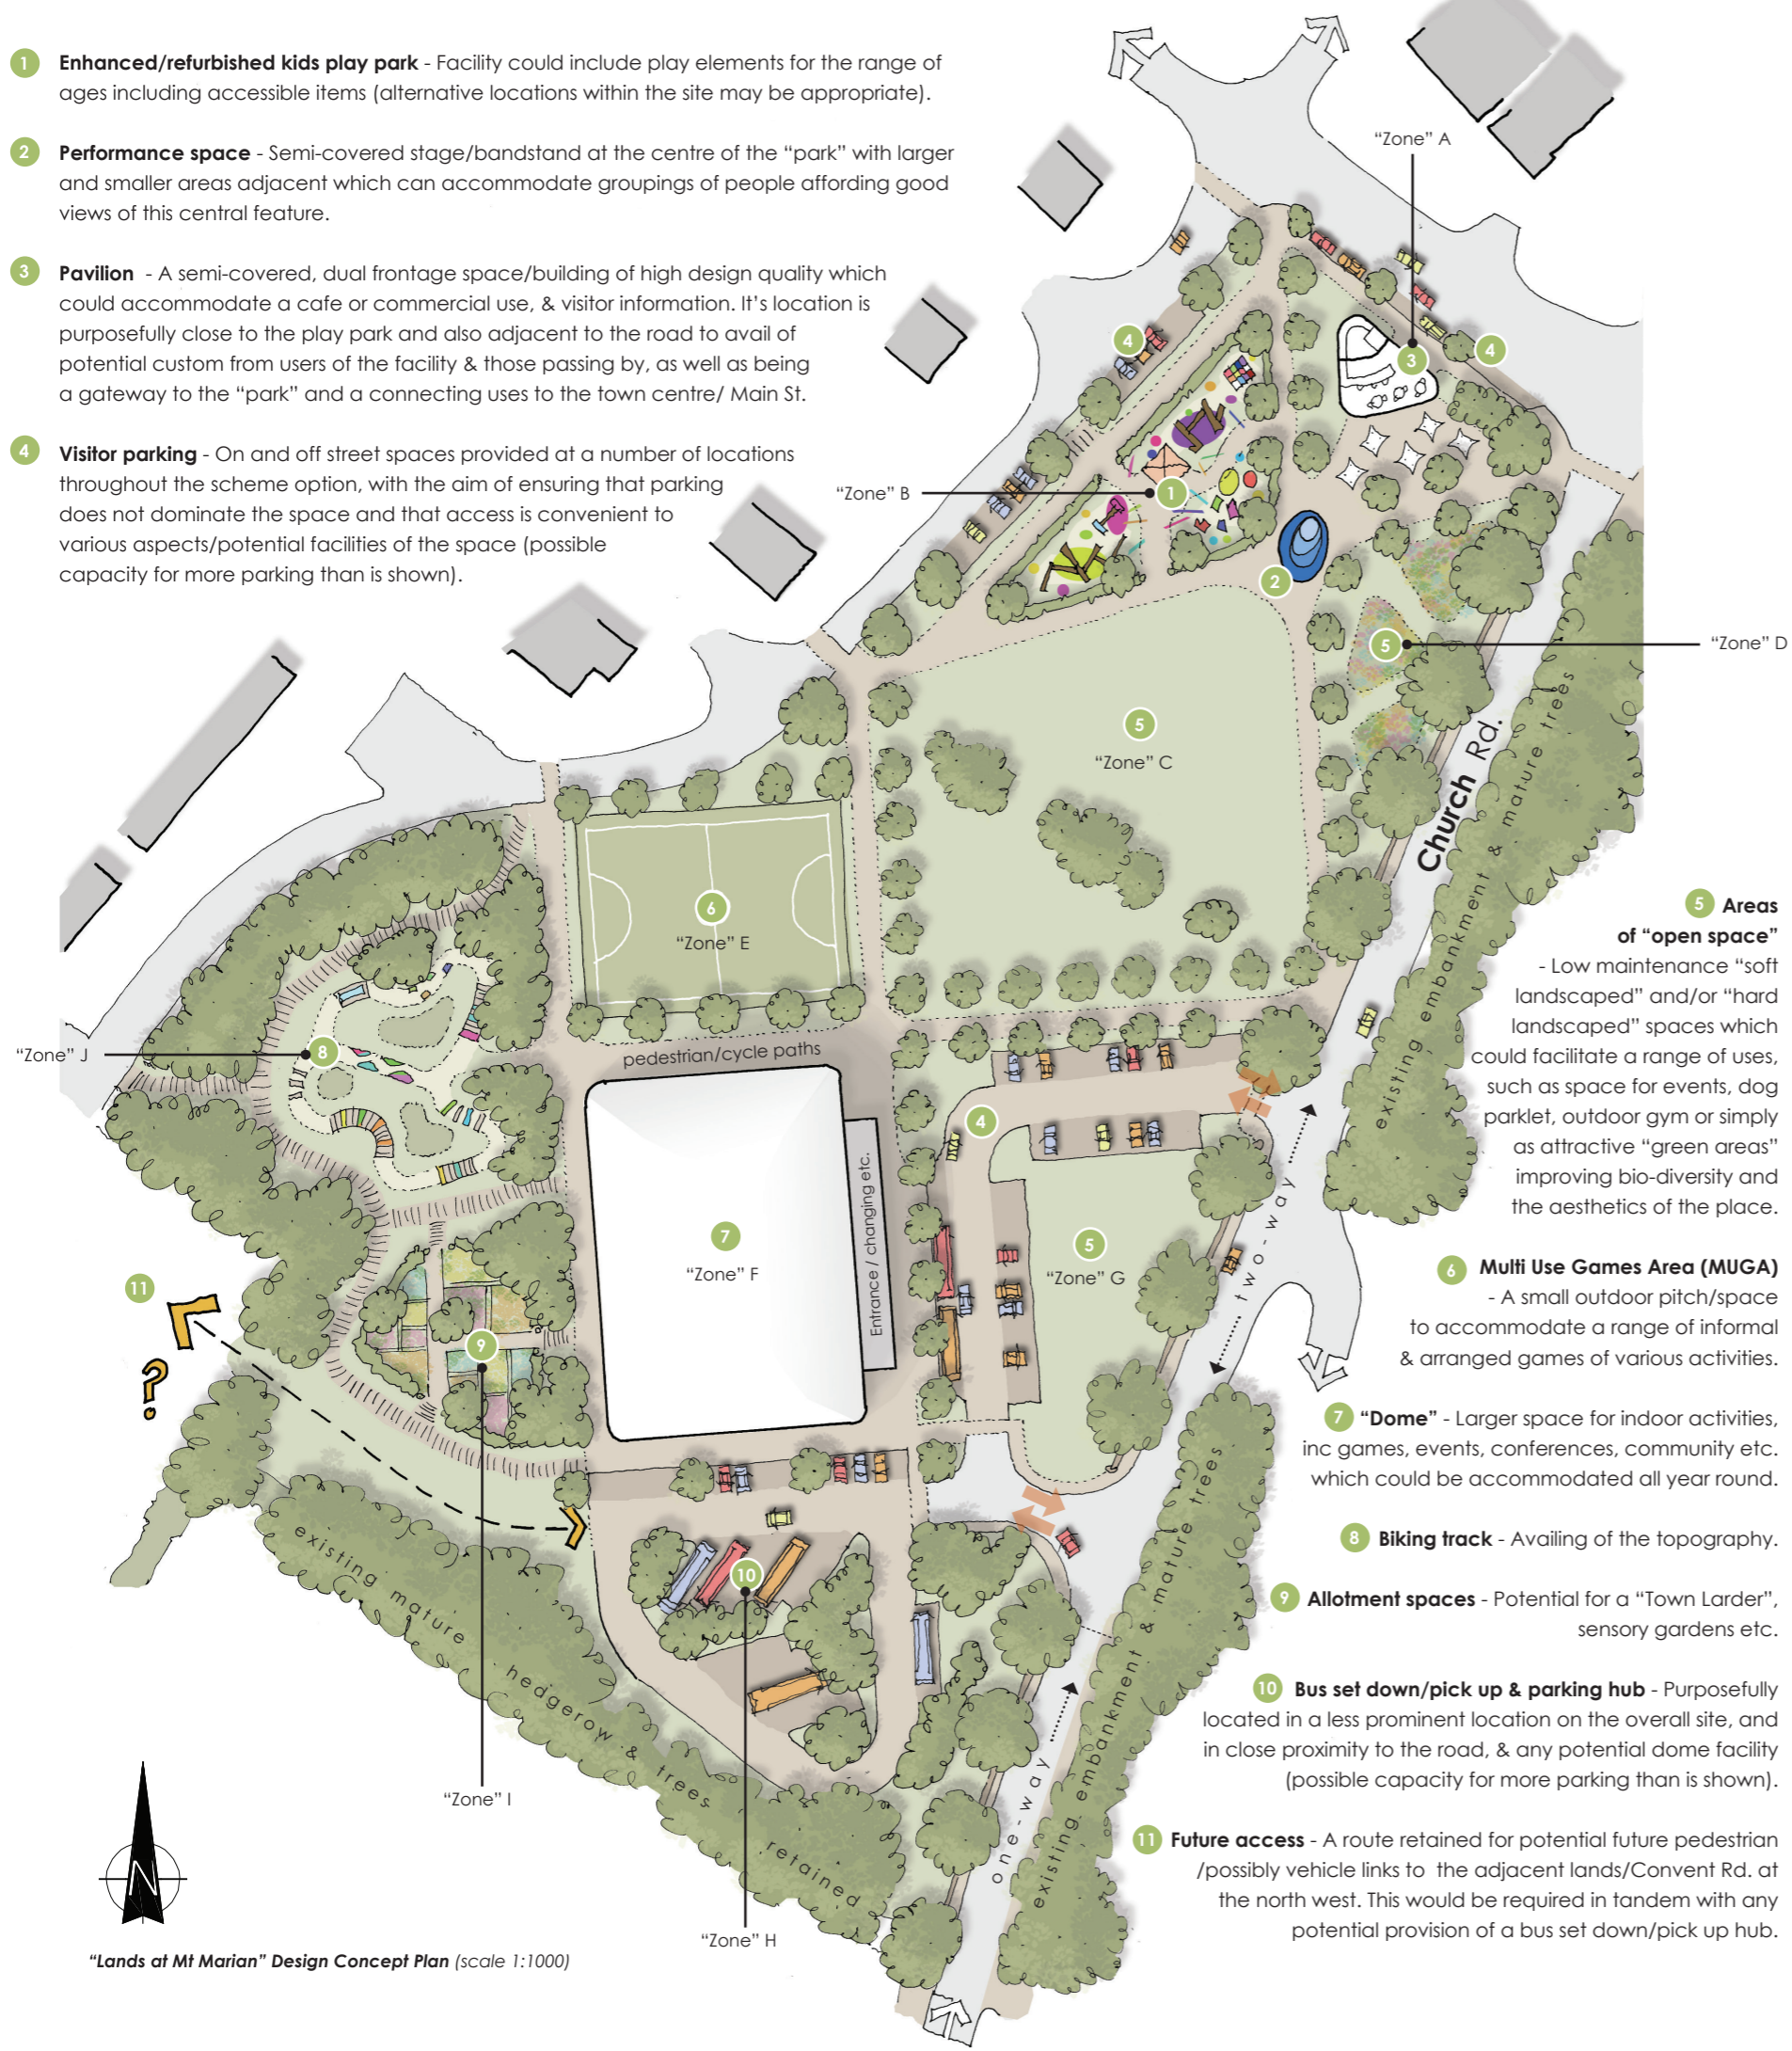 1 Enhanced/refurbished kids play park - Facility could include play elements for the range of
ages including accessible items (alternative locations within the site may be appropriate).
2 Performance space - Semi-covered stage/bandstand at the centre of the “park” with larger
and smaller areas adjacent which can accommodate groupings of people affording good
views of this central feature.
3 Pavilion - A semi-covered, dual frontage space/building of high design quality which
could accommodate a cafe or commercial use, & visitor information. It’s location is
purposefully close to the play park and also adjacent to the road to avail of
potential custom from users of the facility & those passing by, as well as being
a gateway to the “park” and a connecting uses to the town centre/ Main St.
4 Visitor parking - On and off street spaces provided at a number of locations
throughout the scheme option, with the aim of ensuring that parking
does not dominate the space and that access is convenient to
various aspects/potential facilities of the space (possible
capacity for more parking than is shown).
“Zone” A
3
4
4
“Zone” B
1
2
5
“Zone” D
5
“Zone” C
Church Rd.
existing embankment & mature trees
6
“Zone” E
“Zone” J
8
pedestrian/cycle paths
4
7
“Zone” F
Entrance / changing etc.
5
“Zone” G
two-way
11
?
9
10
existing mature hedgerow & trees retained
“Zone” I
“Zone” H
one-way
existing embankment & mature trees
5 Areas
of “open space”
- Low maintenance “soft
landscaped” and/or “hard
landscaped” spaces which
could facilitate a range of uses,
such as space for events, dog
parklet, outdoor gym or simply
as attractive “green areas”
improving bio-diversity and
the aesthetics of the place.
6 Multi Use Games Area (MUGA)
- A small outdoor pitch/space
to accommodate a range of informal
& arranged games of various activities.
7 “Dome” - Larger space for indoor activities,
inc games, events, conferences, community etc.
which could be accommodated all year round.
8 Biking track - Availing of the topography.
9 Allotment spaces - Potential for a “Town Larder”,
sensory gardens etc.
10 Bus set down/pick up & parking hub - Purposefully
located in a less prominent location on the overall site, and
in close proximity to the road, & any potential dome facility
(possible capacity for more parking than is shown).
11 Future access - A route retained for potential future pedestrian
/possibly vehicle links to the adjacent lands/Convent Rd. at
the north west. This would be required in tandem with any
potential provision of a bus set down/pick up hub.
N
“Lands at Mt Marian” Design Concept Plan (scale 1:1000)